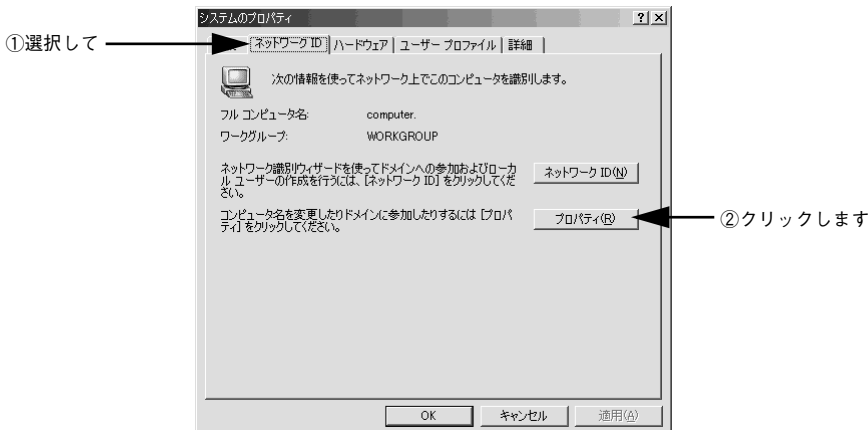 システムのプロパティ
①選択して
ネットワーク ID
ハードウェア
ユーザー プロファイル
詳細
次の情報を使ってネットワーク上でこのコンピュータを識別します。
フル コンピュータ名:
computer.
ワークグループ:
WORKGROUP
ネットワーク識別ウィザードを使ってドメインへの参加およびローカ
ル ユーザーの作成を行うには、[ネットワーク ID] をクリックしてくだ
さい。
ネットワーク ID(N)
コンピュータ名を変更したりドメインに参加したりするには [プロパ
ティ] をクリックしてください。
プロパティ(R)
②クリックします
OK
キャンセル
適用(A)